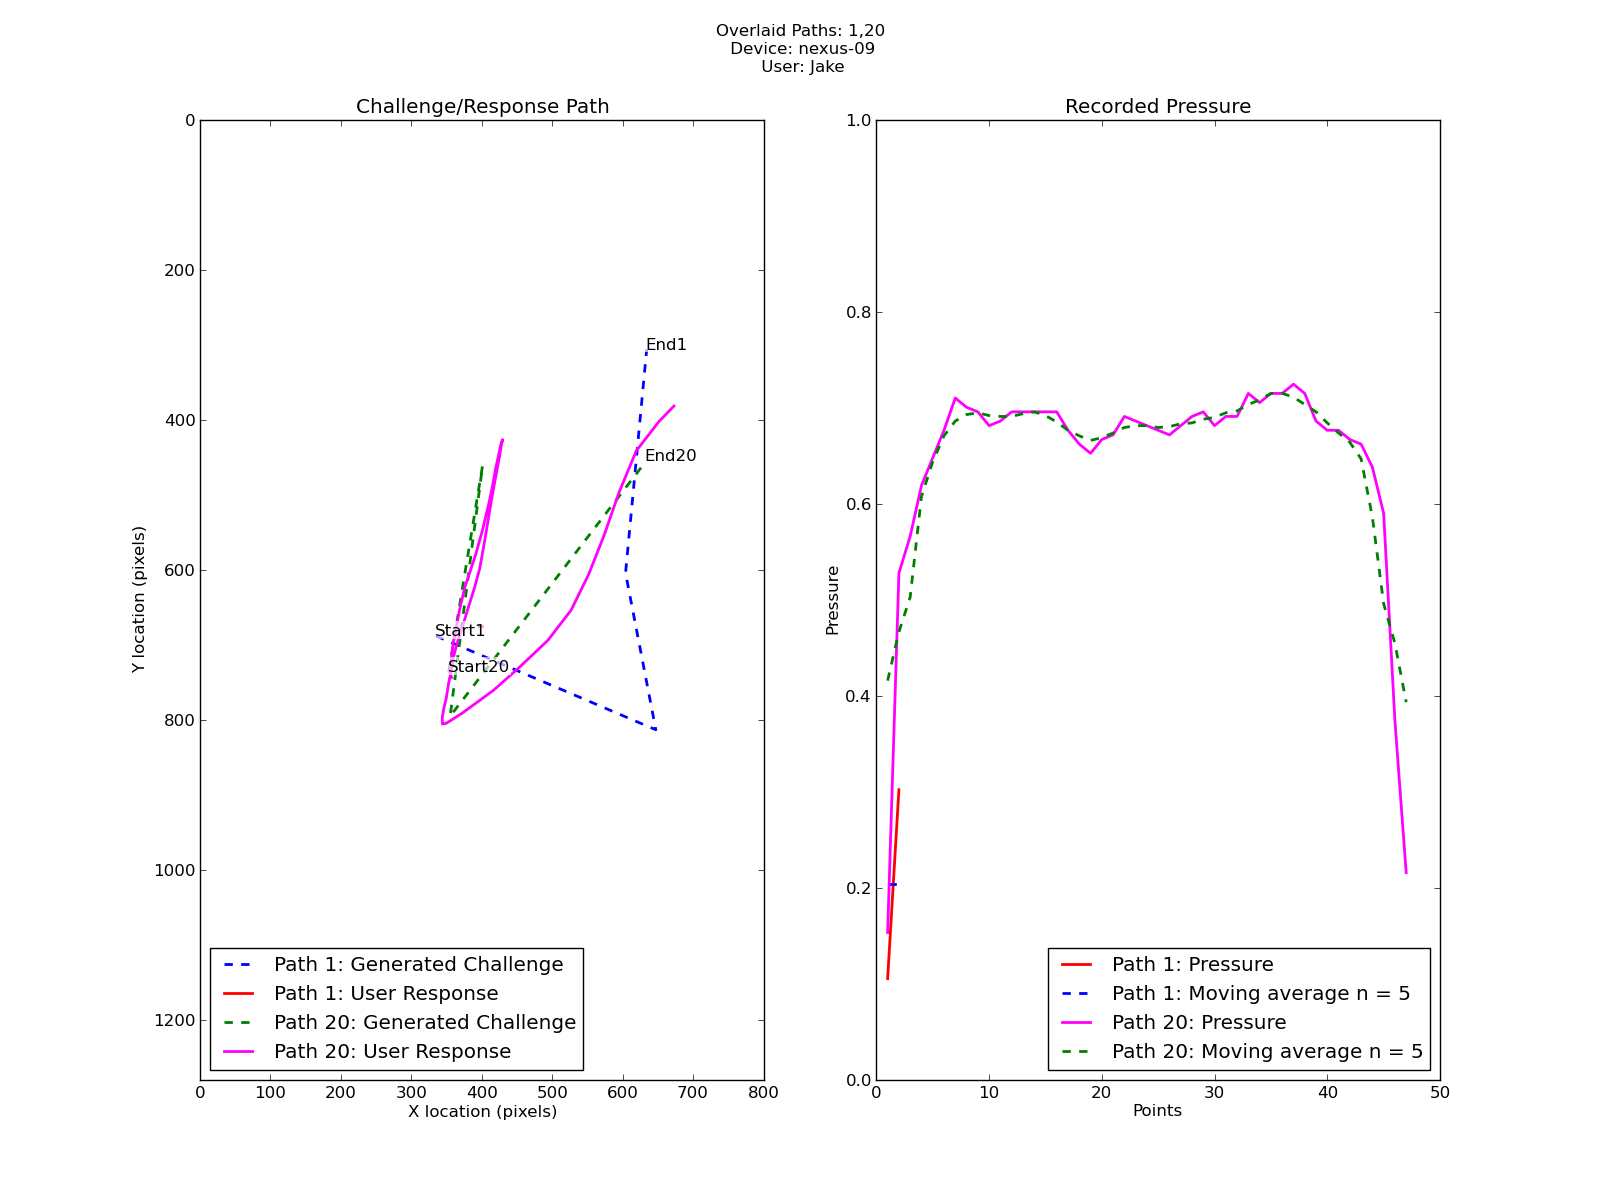 Overlaid Paths: 1,20
Device: nexus-09
User: Jake
Challenge/Response Path
0
200
400
600
800
1000
1200
Y location (pixels)
End1
End20
Start1
Start20
Path 1: Generated Challenge
Path 1: User Response
Path 20: Generated Challenge
Path 20: User Response
0 100 200 300 400 500 600 700 800
X location (pixels)
Recorded Pressure
1.0
0.8
0.6
0.4
0.2
0.0
Pressure
Path 1: Pressure
Path 1: Moving average n = 5
Path 20: Pressure
Path 20: Moving average n = 5
0 10 20 30 40 50
Points